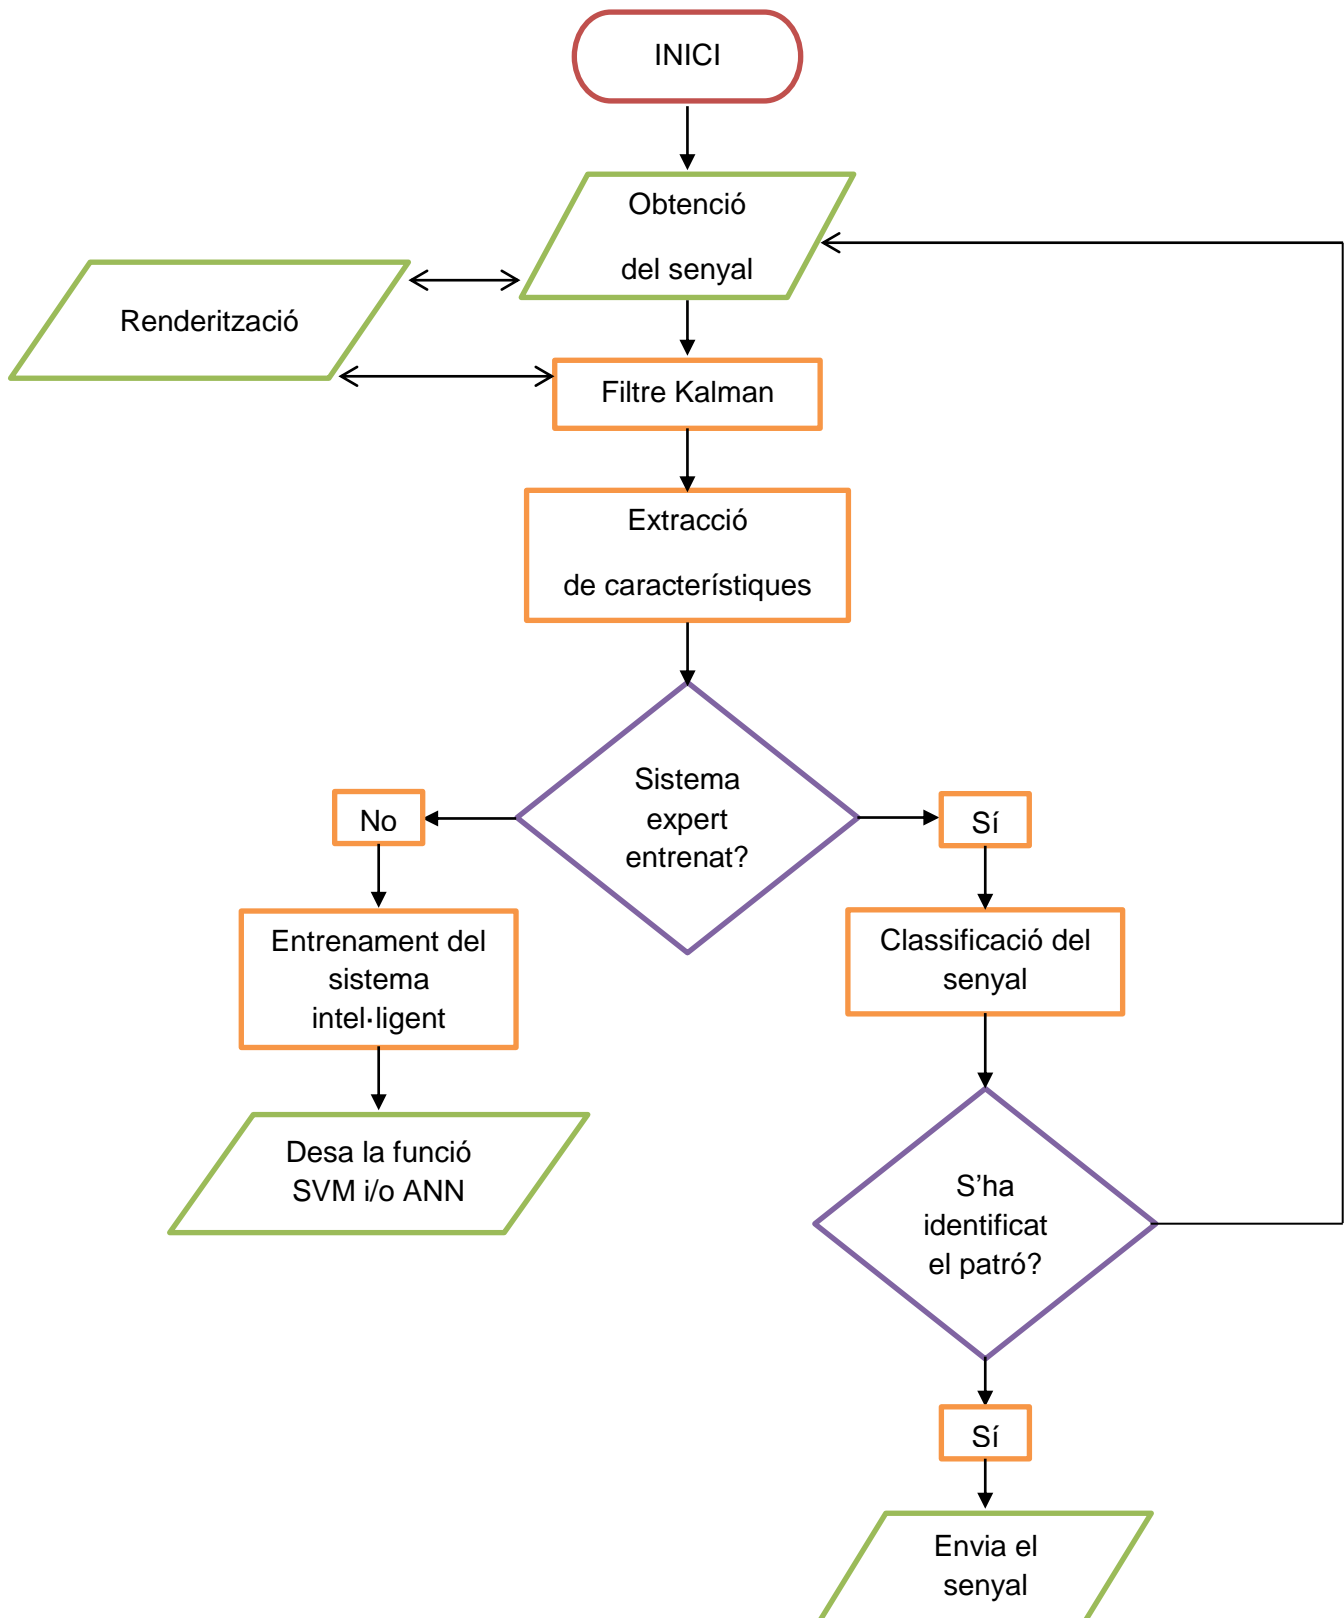 INICI
Obtenció
del senyal
Renderització
Filtre Kalman
Extracció
de característiques
Sistema
expert
entrenat?
No
Sí
Entrenament del
sistema
intel·ligent
Classificació del
senyal
Desa la funció
SVM i/o ANN
S’ha
identificat
el patró?
Sí
Envia el
senyal